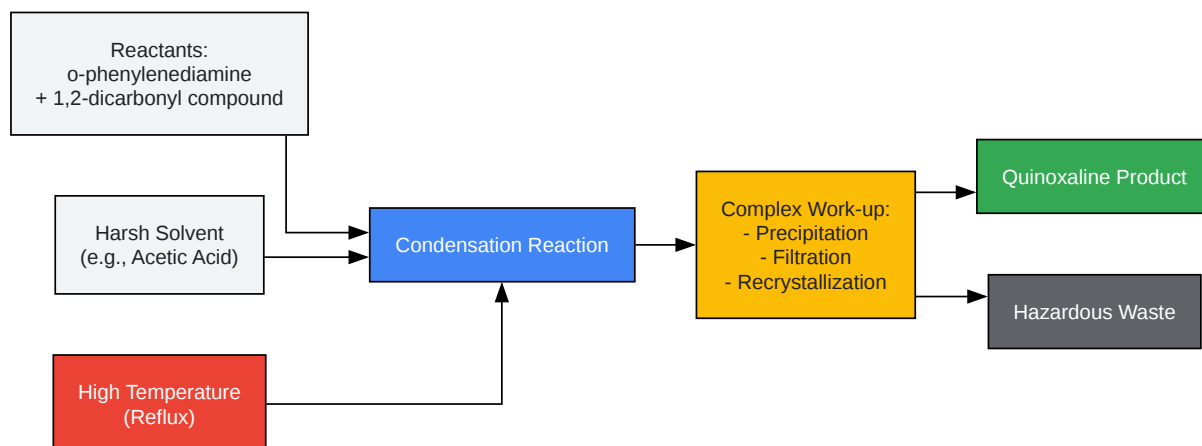 Reactants:
o-phenylenediamine
+ 1,2-dicarbonyl compound
Harsh Solvent
(e.g., Acetic Acid)
High Temperature
(Reflux)
Condensation Reaction
Complex Work-up:
- Precipitation
- Filtration
- Recrystallization
Quinoxaline Product
Hazardous Waste